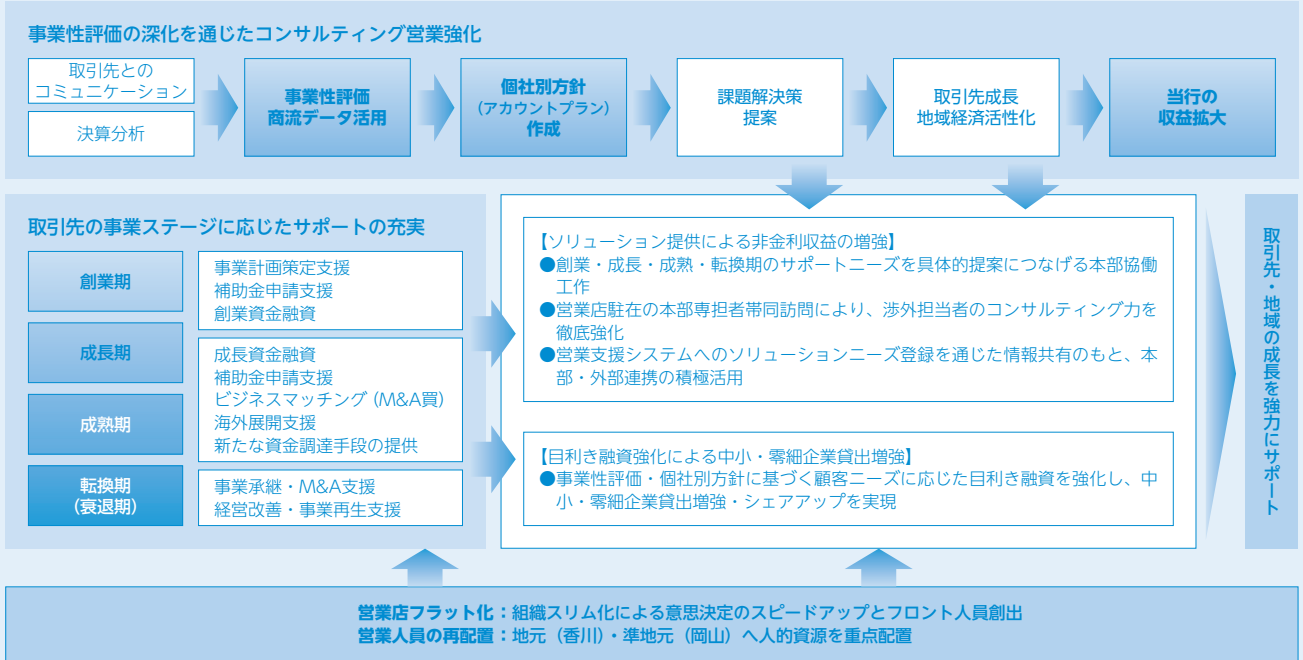 事業性評価の深化を通じたコンサルティング営業強化
取引先との
コミュニケーション
決算分析
事業性評価
商流データ活用
個社別方針
（アカウントプラン）
作成
課題解決策
提案
取引先成長
地域経済活性化
当行の
収益拡大
取引先の事業ステージに応じたサポートの充実
創業期
事業計画策定支援
補助金申請支援
創業資金融資
成長期
成熟期
成長資金融資
補助金申請支援
ビジネスマッチング（M&A買）
海外展開支援
新たな資金調達手段の提供
転換期
（衰退期）
事業承継・M&A支援
経営改善・事業再生支援
【ソリューション提供による非金利収益の増強】
●創業・成長・成熟・転換期のサポートニーズを具体的提案につなげる本部協働
工作
●営業店駐在の本部専担者帯同訪問により、渉外担当者のコンサルティング力を
徹底強化
●営業支援システムへのソリューションニーズ登録を通じた情報共有のもと、本
部・外部連携の積極活用
【目利き融資強化による中小・零細企業貸出増強】
●事業性評価・個社別方針に基づく顧客ニーズに応じた目利き融資を強化し、中
小・零細企業貸出増強・シェアアップを実現
取引先・地域の成長を強力にサポート
営業店フラット化：組織スリム化による意思決定のスピードアップとフロント人員創出
営業人員の再配置：地元（香川）・準地元（岡山）へ人的資源を重点配置